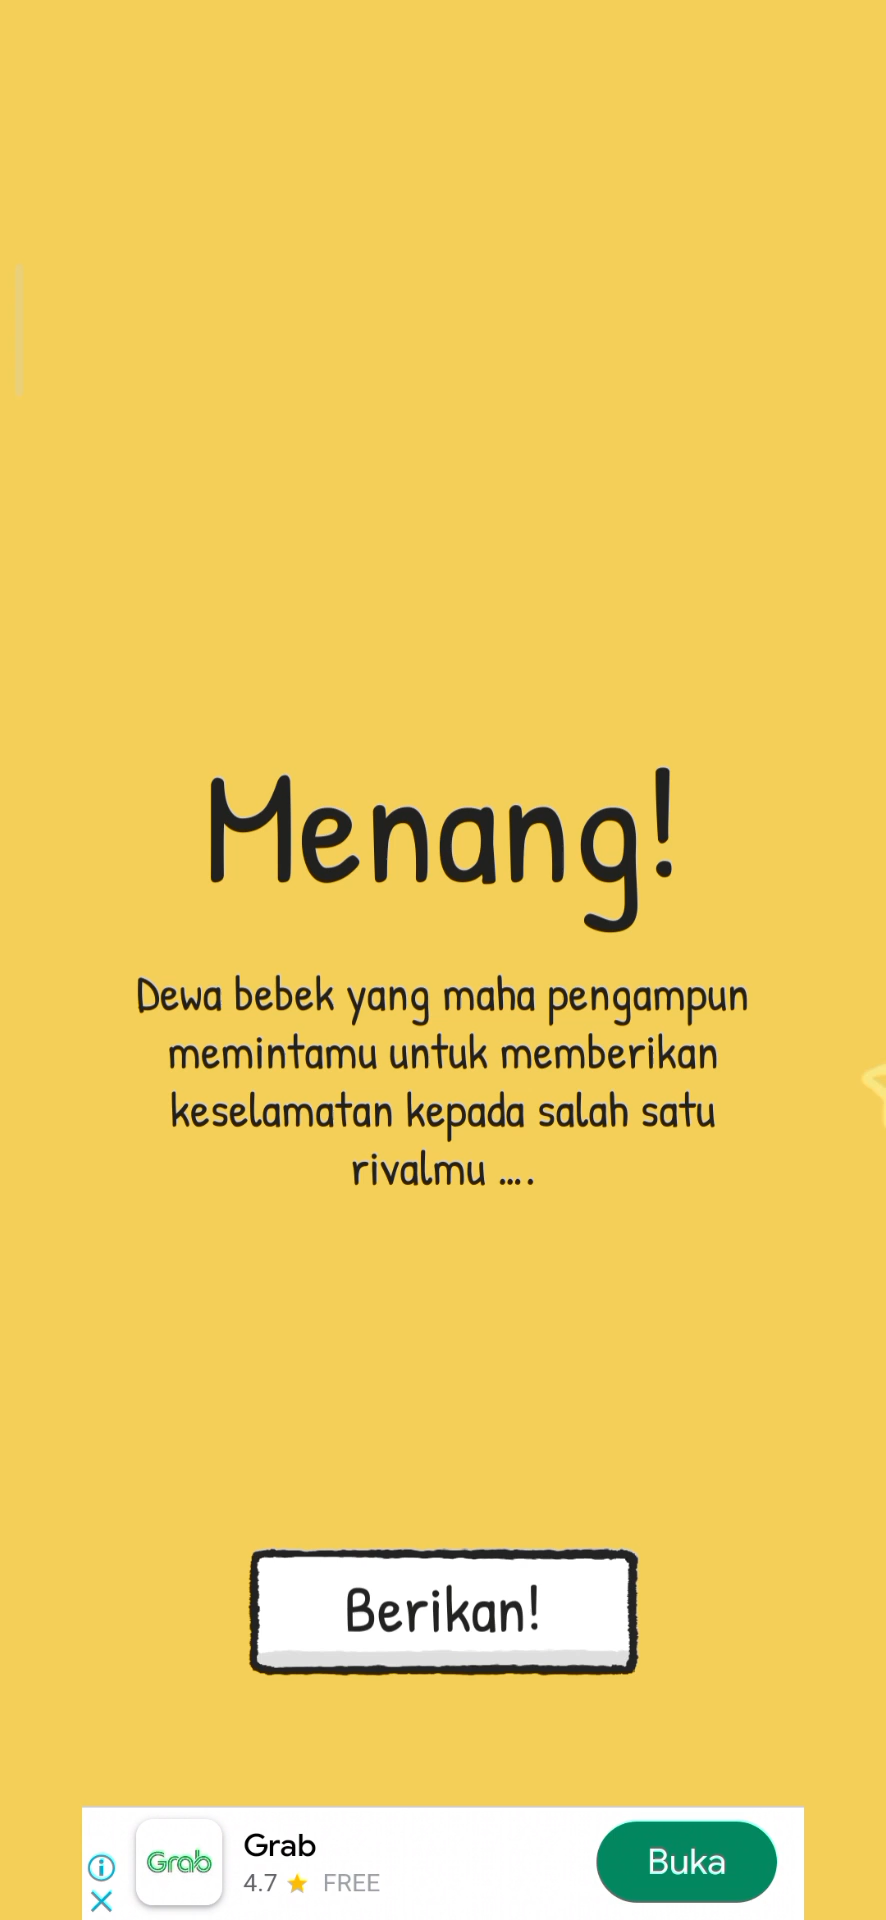 Menang!
Dewa bebek yang maha pengampun
memintamu untuk memberikan
keselamatan kepada salah satu
rivalmu ....
Berikan!
Grab
Grab
4.7 ★ FREE
Buka